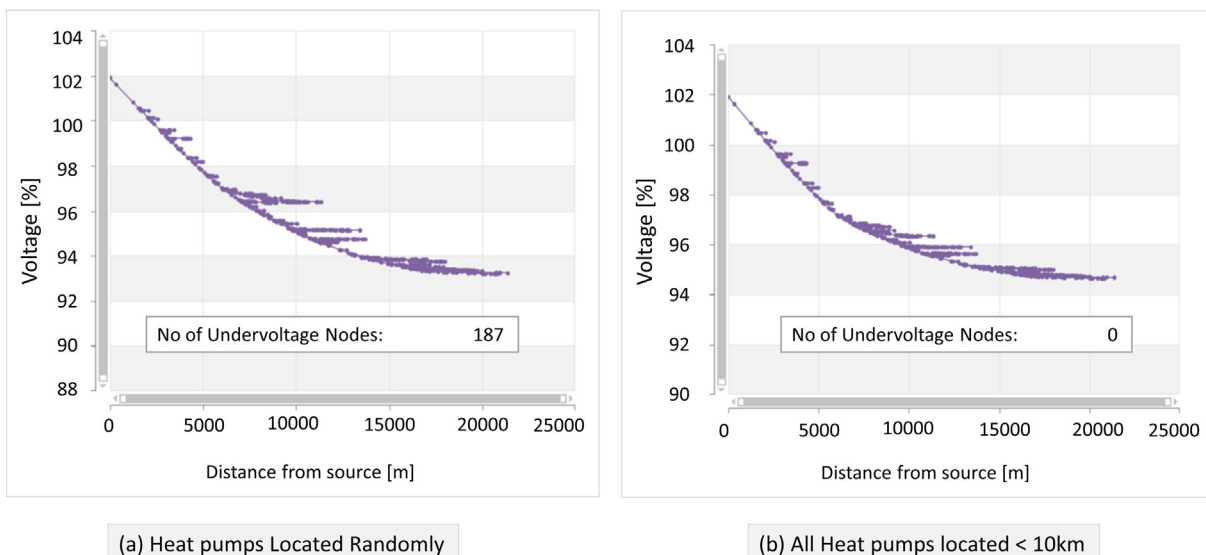 104
102
100
98
96
94
92
90
88
Voltage [%]
No of Undervoltage Nodes: 187
0 5000 10000 15000 20000 25000
Distance from source [m]
(a) Heat pumps Located Randomly
104
102
100
98
96
94
92
90
Voltage [%]
No of Undervoltage Nodes: 0
0 5000 10000 15000 20000 25000
Distance from source [m]
(b) All Heat pumps located < 10km